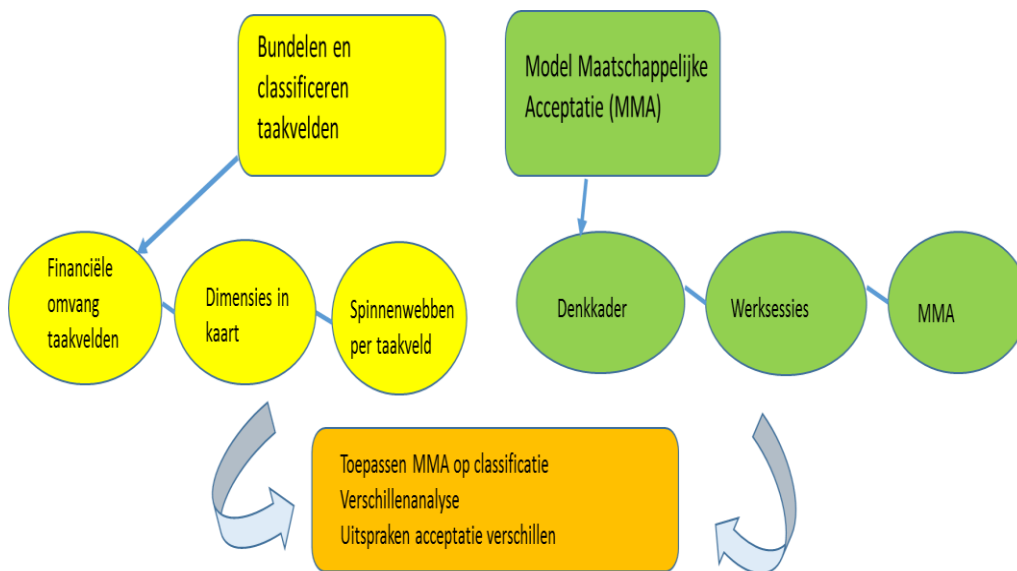 Bundelen en
classificeren
taakvelden
Model Maatschappelijke
Acceptatie (MMA)
Financiële
omvang
taakvelden
Dimensies in
kaart
Spinnenwebben
per taakveld
Denkkader
Werksessies
MMA
Toepassen MMA op classificatie
Verschillenanalyse
Uitspraken acceptatie verschillen